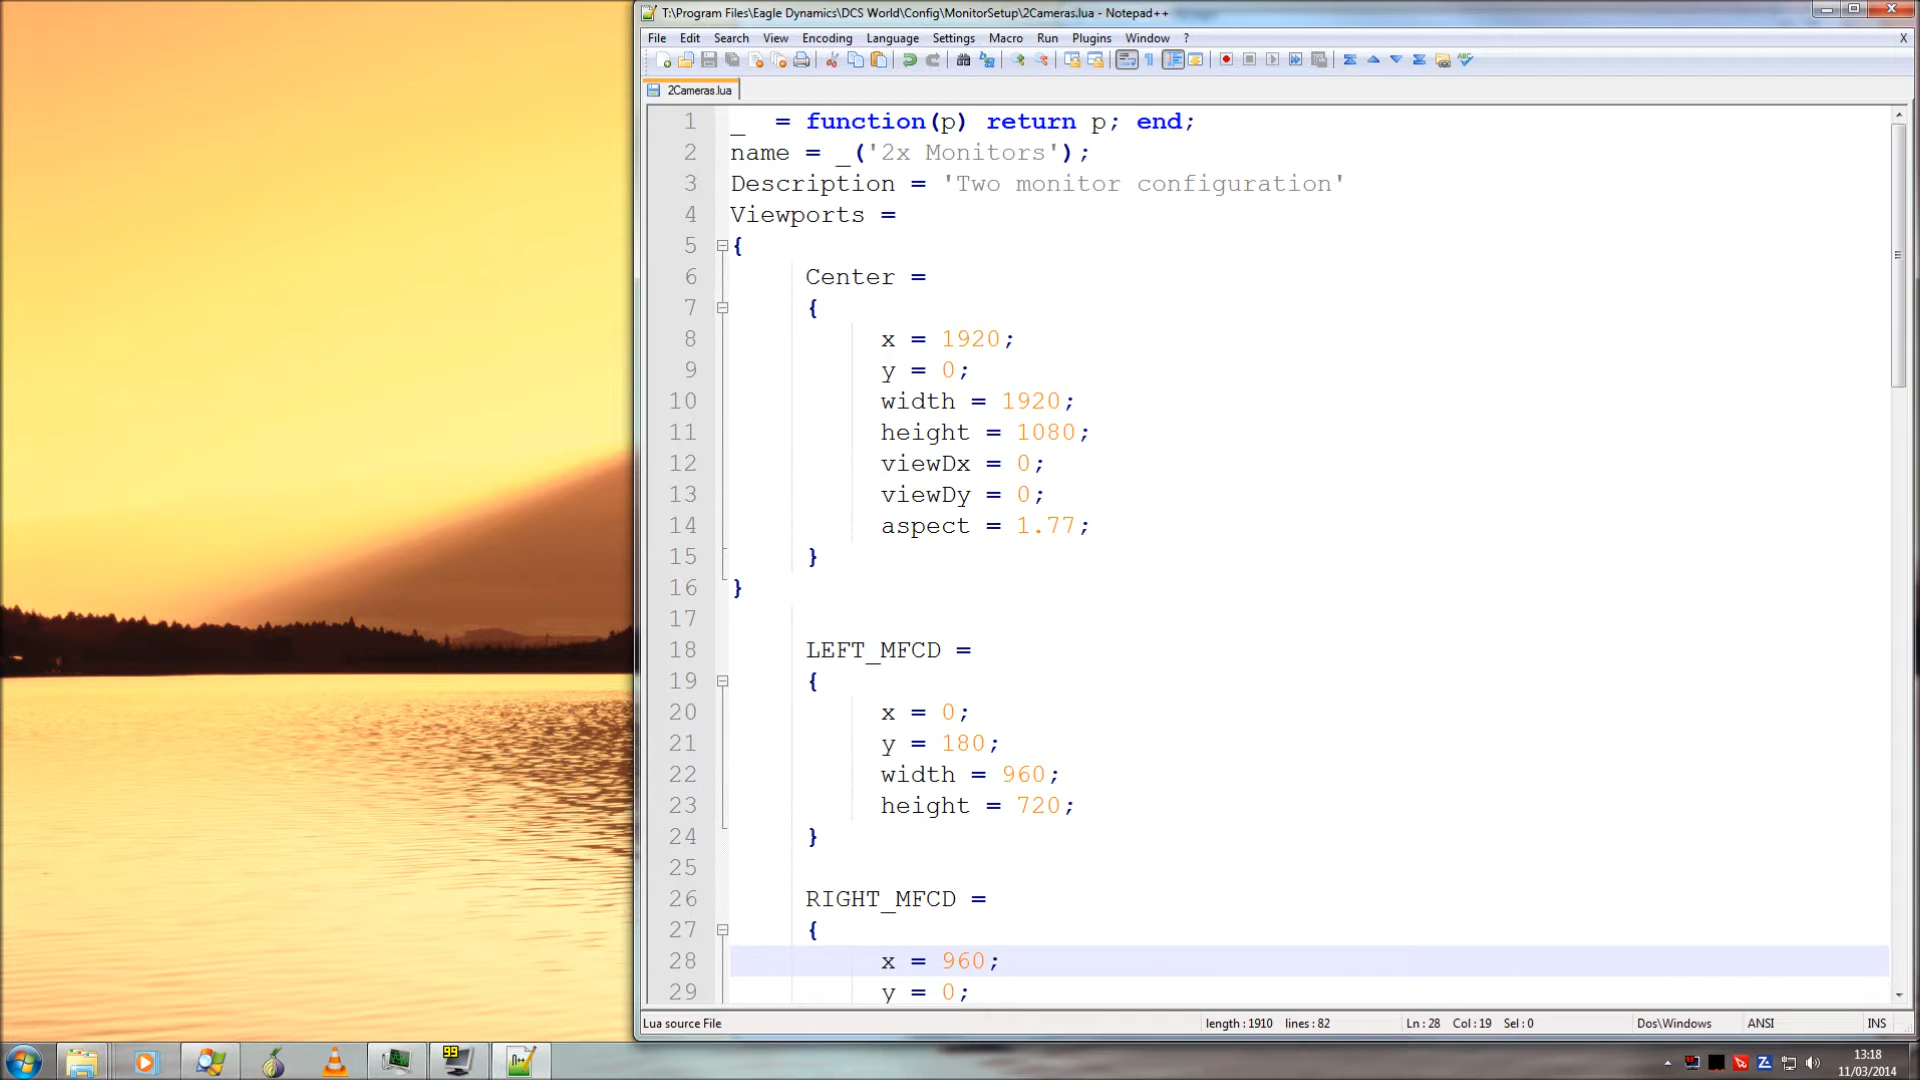 T:\Program Files\Eagle Dynamics\DCS World\Config\MonitorSetup\2Cameras.lua - Notepad++
File Edit Search View Encoding Language Settings Macro Run Plugins Window ? X
2Cameras.lua
1 _  = function(p) return p; end;
2 name = _('2x Monitors');
3 Description = 'Two monitor configuration'
4 Viewports =
5 {
6 Center =
7 {
8 x = 1920;
9 y = 0;
10 width = 1920;
11 height = 1080;
12 viewDx = 0;
13 viewDy = 0;
14 aspect = 1.77;
15 }
16 }
17
18 LEFT_MFCD =
19 {
20 x = 0;
21 y = 180;
22 width = 960;
23 height = 720;
24 }
25
26 RIGHT_MFCD =
27 {
28 x = 960;
29 y = 0;
Lua source File length : 1910 lines : 82 Ln : 28 Col : 19 Sel : 0 Dos\Windows ANSI INS
99
13:18
11/03/2014